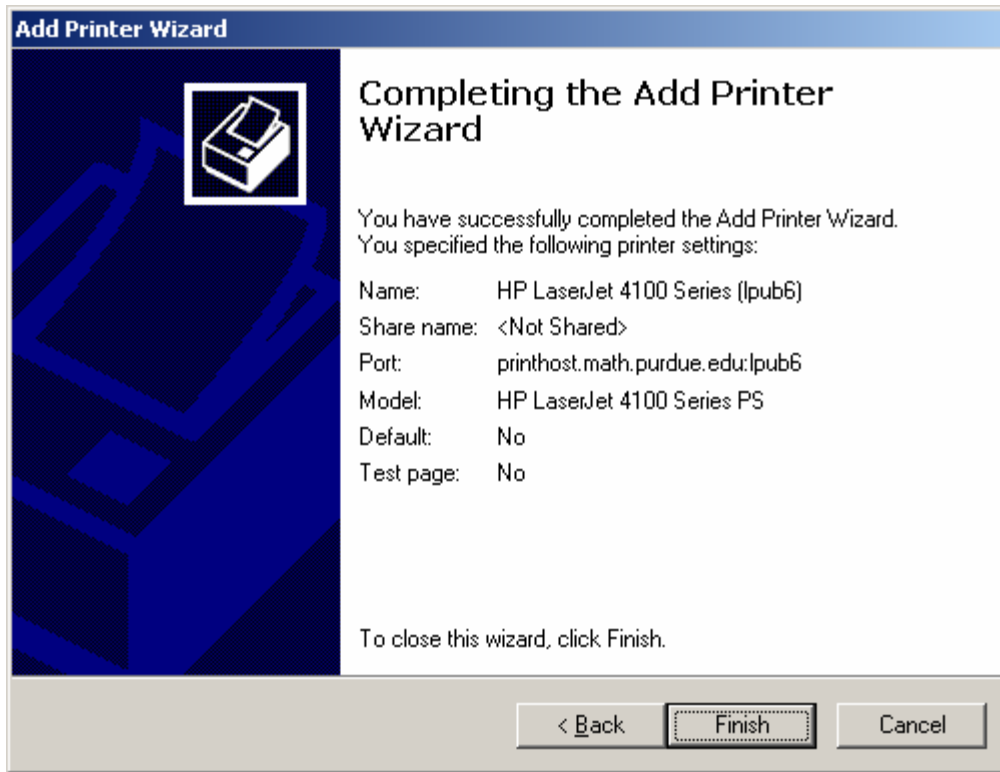 Add Printer Wizard
Completing the Add Printer
Wizard
You have successfully completed the Add Printer Wizard.
You specified the following printer settings:
Name: HP LaserJet 4100 Series (lpub6)
Share name: <Not Shared>
Port: printhost.math.purdue.edu:lpub6
Model: HP LaserJet 4100 Series PS
Default: No
Test page: No
To close this wizard, click Finish.
< Back Finish Cancel